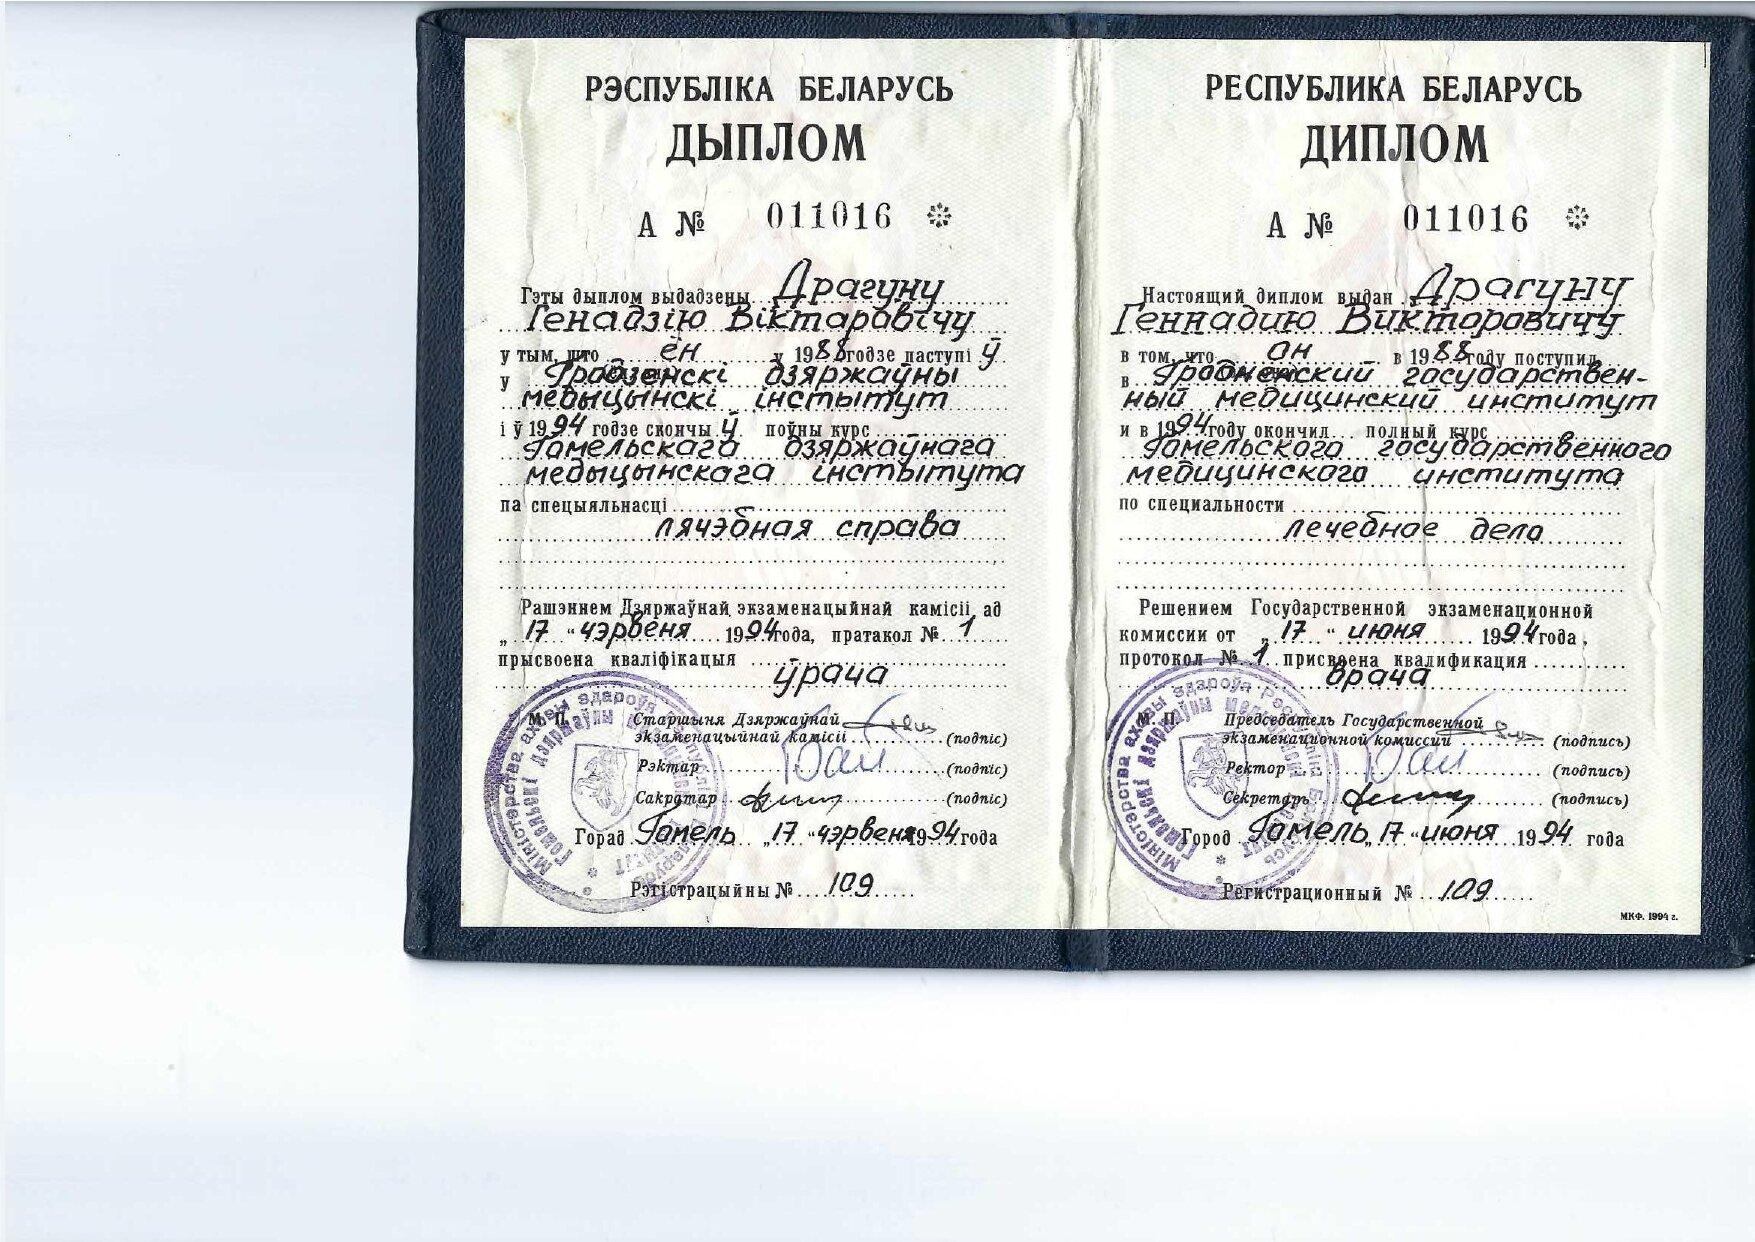 РЭСПУБЛІКА БЕЛАРУСЬ
ДЫПЛОМ
А № 011016
Гэты дыплом выдадзены Драгуну
Генадзію Віктаравічу
у тым, што ён у 1988 годзе паступіў
у Гродзенскі дзяржаўны
медыцынскі інстытут
і ў 1994 годзе скончыў поўны курс
Гомельскага дзяржаўнага
медыцынскага інстытута
па спецыяльнасці
лячэбная справа
Рашэннем Дзяржаўнай экзаменацыйнай камісіі ад
„17" чэрвеня 1994 года, пратакол № 1
прысвоена кваліфікацыя
ўрача
М. П. Старшыня Дзяржаўнай
экзаменацыйнай камісіі (подпіс)
Рэктар (подпіс)
Сакратар (подпіс)
Горад Гомель „17" чэрвеня 1994 года
Рэгістрацыйны № 109
РЕСПУБЛИКА БЕЛАРУСЬ
ДИПЛОМ
А № 011016
Настоящий диплом выдан Драгуну
Геннадию Викторовичу
в том, что он в 1988 году поступил
в Гродненский государствен-
ный медицинский институт
и в 1994 году окончил полный курс
Гомельского государственного
медицинского института
по специальности
лечебное дело
Решением Государственной экзаменационной
комиссии от „17" июня 1994 года,
протокол № 1 присвоена квалификация
врача
М. П. Председатель Государственной
экзаменационной комиссии (подпись)
Ректор (подпись)
Секретарь (подпись)
Город Гомель „17" июня 1994 года
Регистрационный № 109
МКФ. 1994 г.